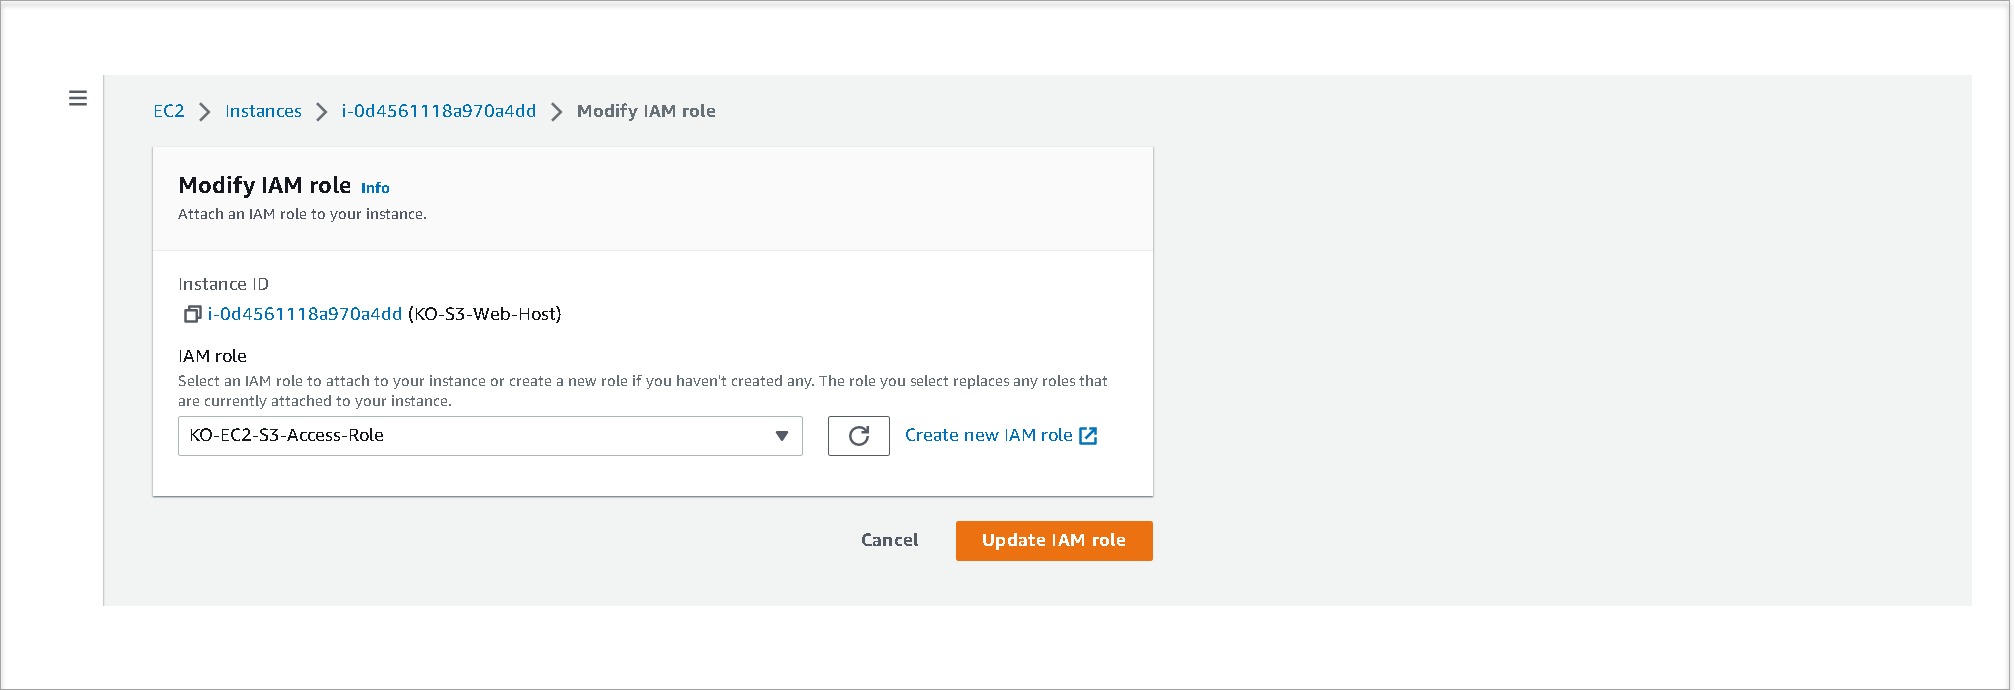 EC2 Instances i-0d4561118a970a4dd Modify IAM role
Modify IAM role Info
Attach an IAM role to your instance.
Instance ID
i-0d4561118a970a4dd (KO-S3-Web-Host)
IAM role
Select an IAM role to attach to your instance or create a new role if you haven't created any. The role you select replaces any roles that
are currently attached to your instance.
KO-EC2-S3-Access-Role
Create new IAM role
Cancel Update IAM role